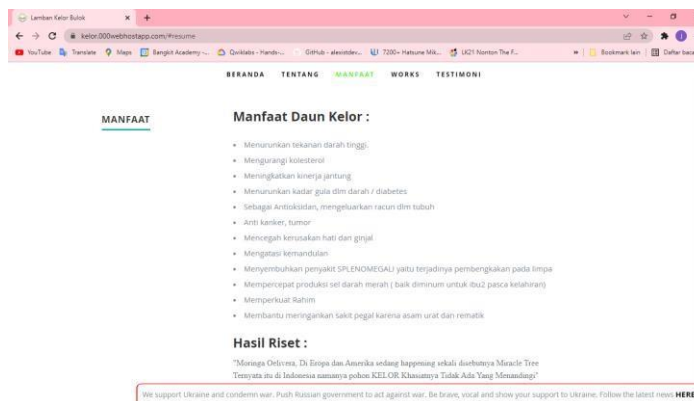 Lamban Kelor Bulok
kelor.000webhostapp.com/#resume
YouTube Translate Maps Bangkit Academy -... Qwiklabs - Hands-... GitHub - alexistdev... 7200+ Hatsune Mik... LK21 Nonton The F... » Bookmark lain Daftar baca
BERANDA TENTANG MANFAAT WORKS TESTIMONI
MANFAAT
Manfaat Daun Kelor :
• Menurunkan tekanan darah tinggi.
• Mengurangi kolesterol
• Meningkatkan kinerja jantung
• Menurunkan kadar gula dlm darah / diabetes
• Sebagai Antioksidan, mengeluarkan racun dlm tubuh
• Anti kanker, tumor
• Mencegah kerusakan hati dan ginjal
• Mengatasi kemandulan
• Menyembuhkan penyakit SPLENOMEGALI yaitu terjadinya pembengkakan pada limpa
• Mempercepat produksi sel darah merah ( baik diminum untuk ibu2 pasca kelahiran)
• Memperkuat Rahim
• Membantu meringankan sakit pegal karena asam urat dan rematik
Hasil Riset :
"Moringa Oelivera, Di Eropa dan Amerika sedang happening sekali disebutnya Miracle Tree
Ternyata itu di Indonesia namanya pohon KELOR Khasiatnya Tidak Ada Yang Menandingi"
We support Ukraine and condemn war. Push Russian government to act against war. Be brave, vocal and show your support to Ukraine. Follow the latest news HERE